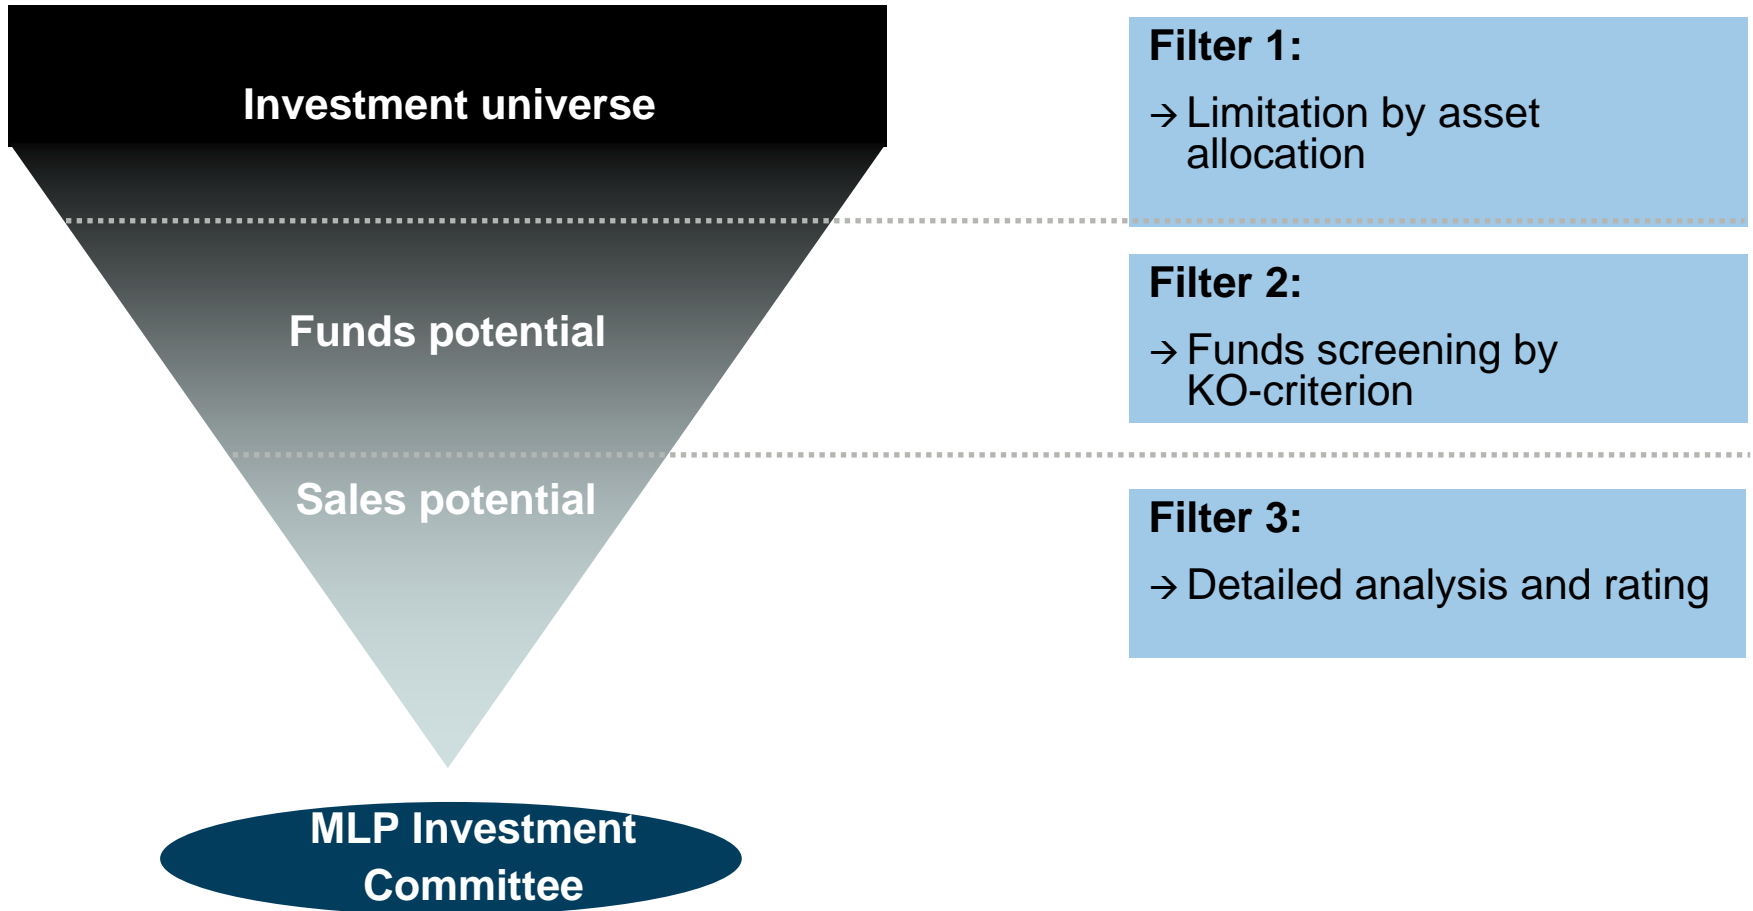 Investment universe
Funds potential
Sales potential
MLP Investment
Committee
Filter 1:
→ Limitation by asset
allocation
Filter 2:
→ Funds screening by
KO-criterion
Filter 3:
→ Detailed analysis and rating